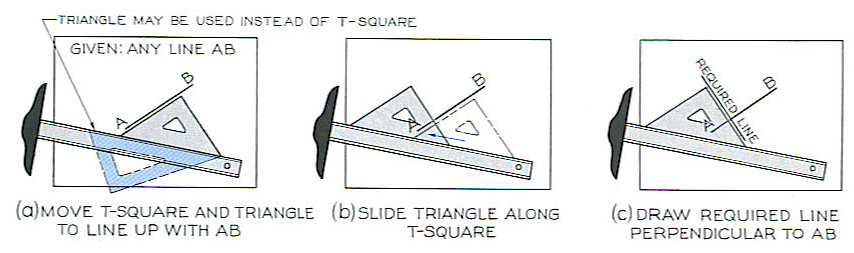 TRIANGLE MAY BE USED INSTEAD OF T-SQUARE
GIVEN: ANY LINE AB
A
B
(a) MOVE T-SQUARE AND TRIANGLE
TO LINE UP WITH AB
A
B
(b) SLIDE TRIANGLE ALONG
T-SQUARE
REQUIRED LINE
A
B
(c) DRAW REQUIRED LINE
PERPENDICULAR TO AB